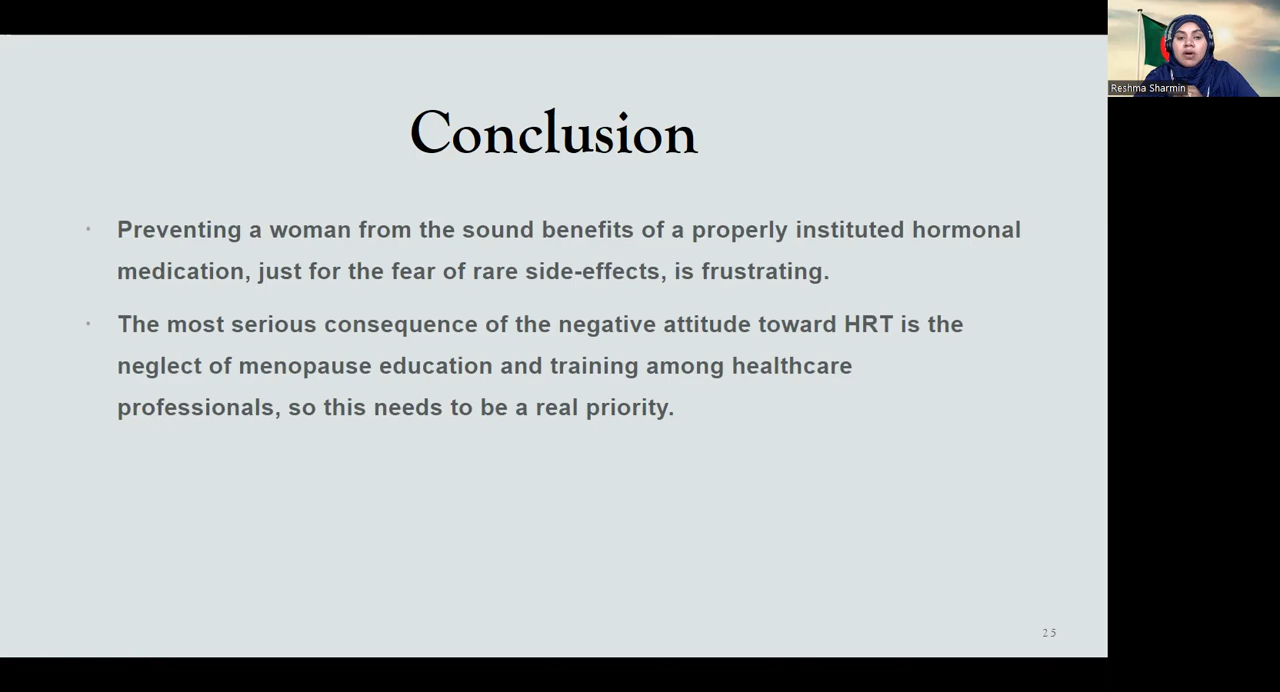 Conclusion
· Preventing a woman from the sound benefits of a properly instituted hormonal
medication, just for the fear of rare side-effects, is frustrating.
· The most serious consequence of the negative attitude toward HRT is the
neglect of menopause education and training among healthcare
professionals, so this needs to be a real priority.
25
Reshma Sharmin